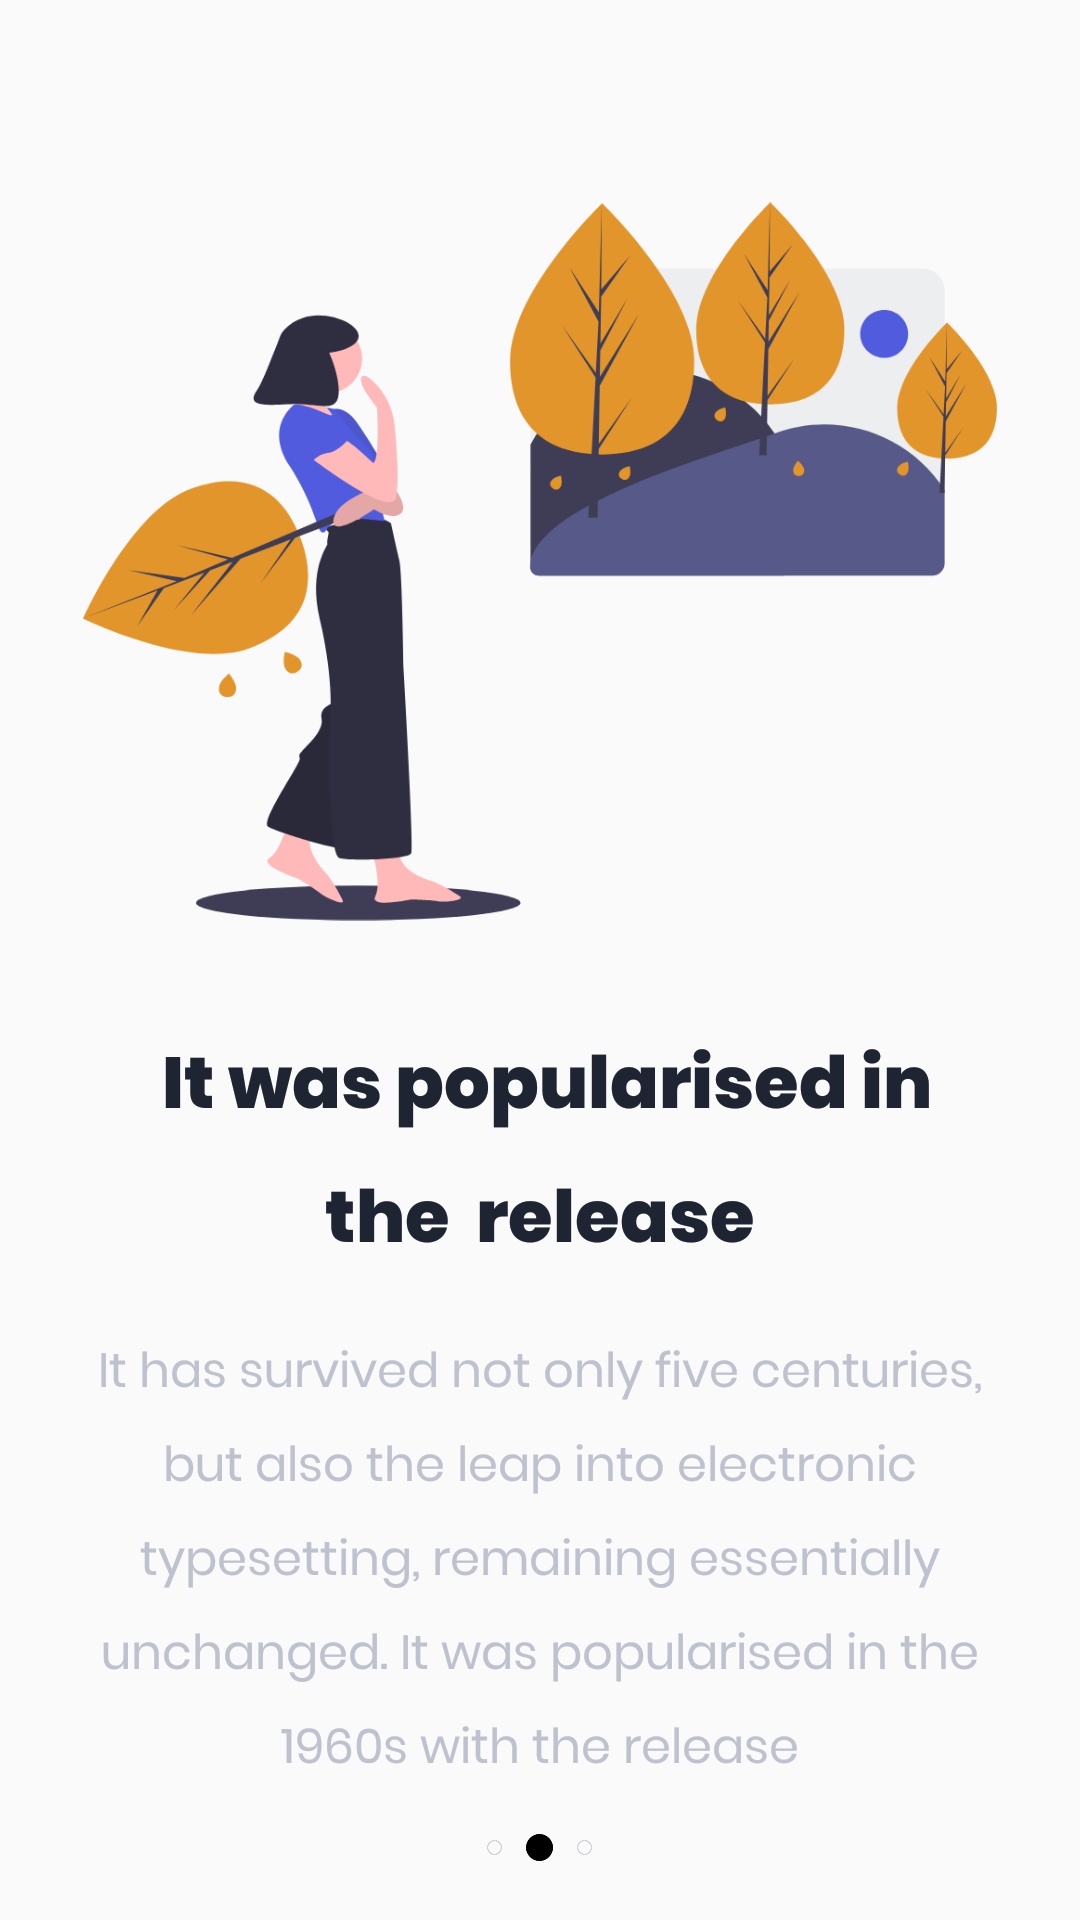 It was popularised in
the  release
It has survived not only five centuries,
but also the leap into electronic
typesetting, remaining essentially
unchanged. It was popularised in the
1960s with the release